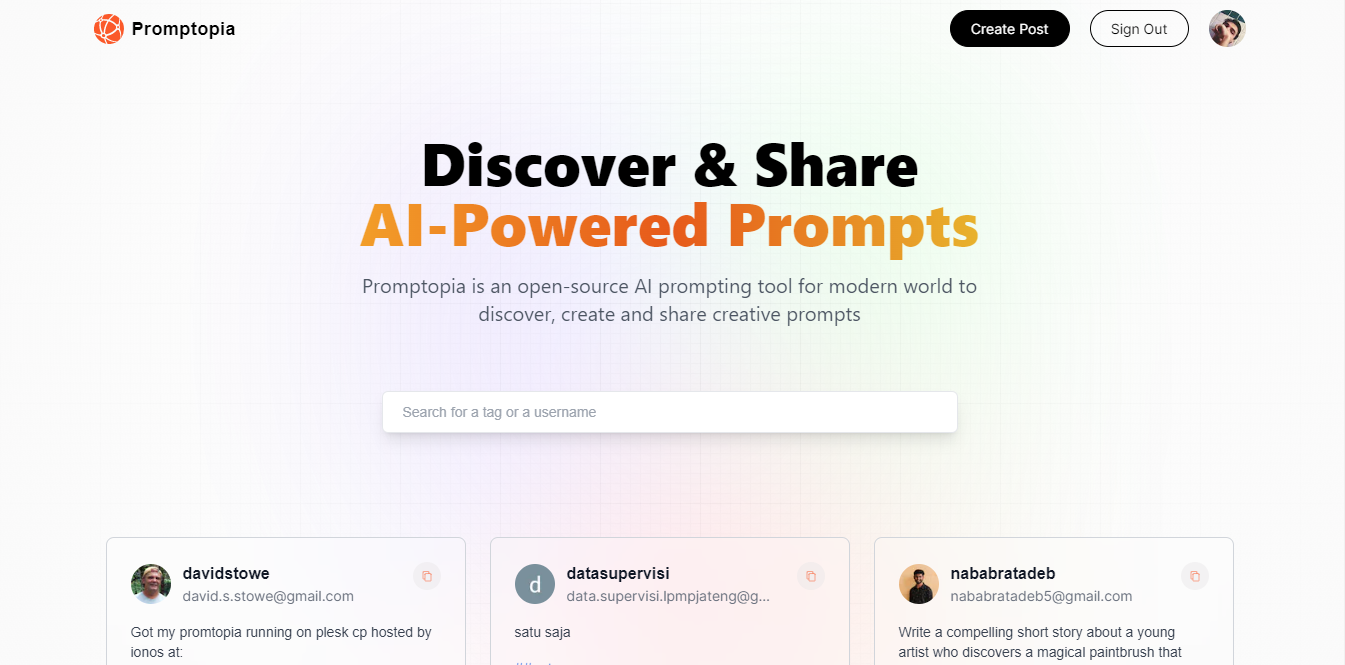 Promptopia
Create Post
Sign Out
Discover & Share
AI-Powered Prompts
Promptopia is an open-source AI prompting tool for modern world to
discover, create and share creative prompts
Search for a tag or a username
davidstowe
david.s.stowe@gmail.com
Got my promtopia running on plesk cp hosted by
ionos at:
d
datasupervisi
data.supervisi.lpmpjateng@g...
satu saja
nababratadeb
nababratadeb5@gmail.com
Write a compelling short story about a young
artist who discovers a magical paintbrush that